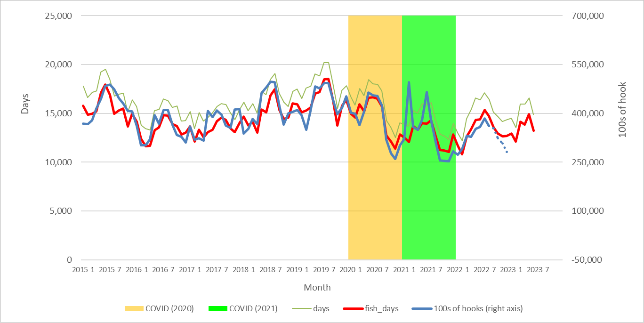 25,000
20,000
15,000
10,000
5,000
0
Days
700,000
550,000
400,000
250,000
100,000
-50,000
100s of hook
2015 1 2015 7 2016 1 2016 7 2017 1 2017 7 2018 1 2018 7 2019 1 2019 7 2020 1 2020 7 2021 1 2021 7 2022 1 2022 7 2023 1 2023 7
Month
COVID (2020) COVID (2021) days fish_days 100s of hooks (right axis)